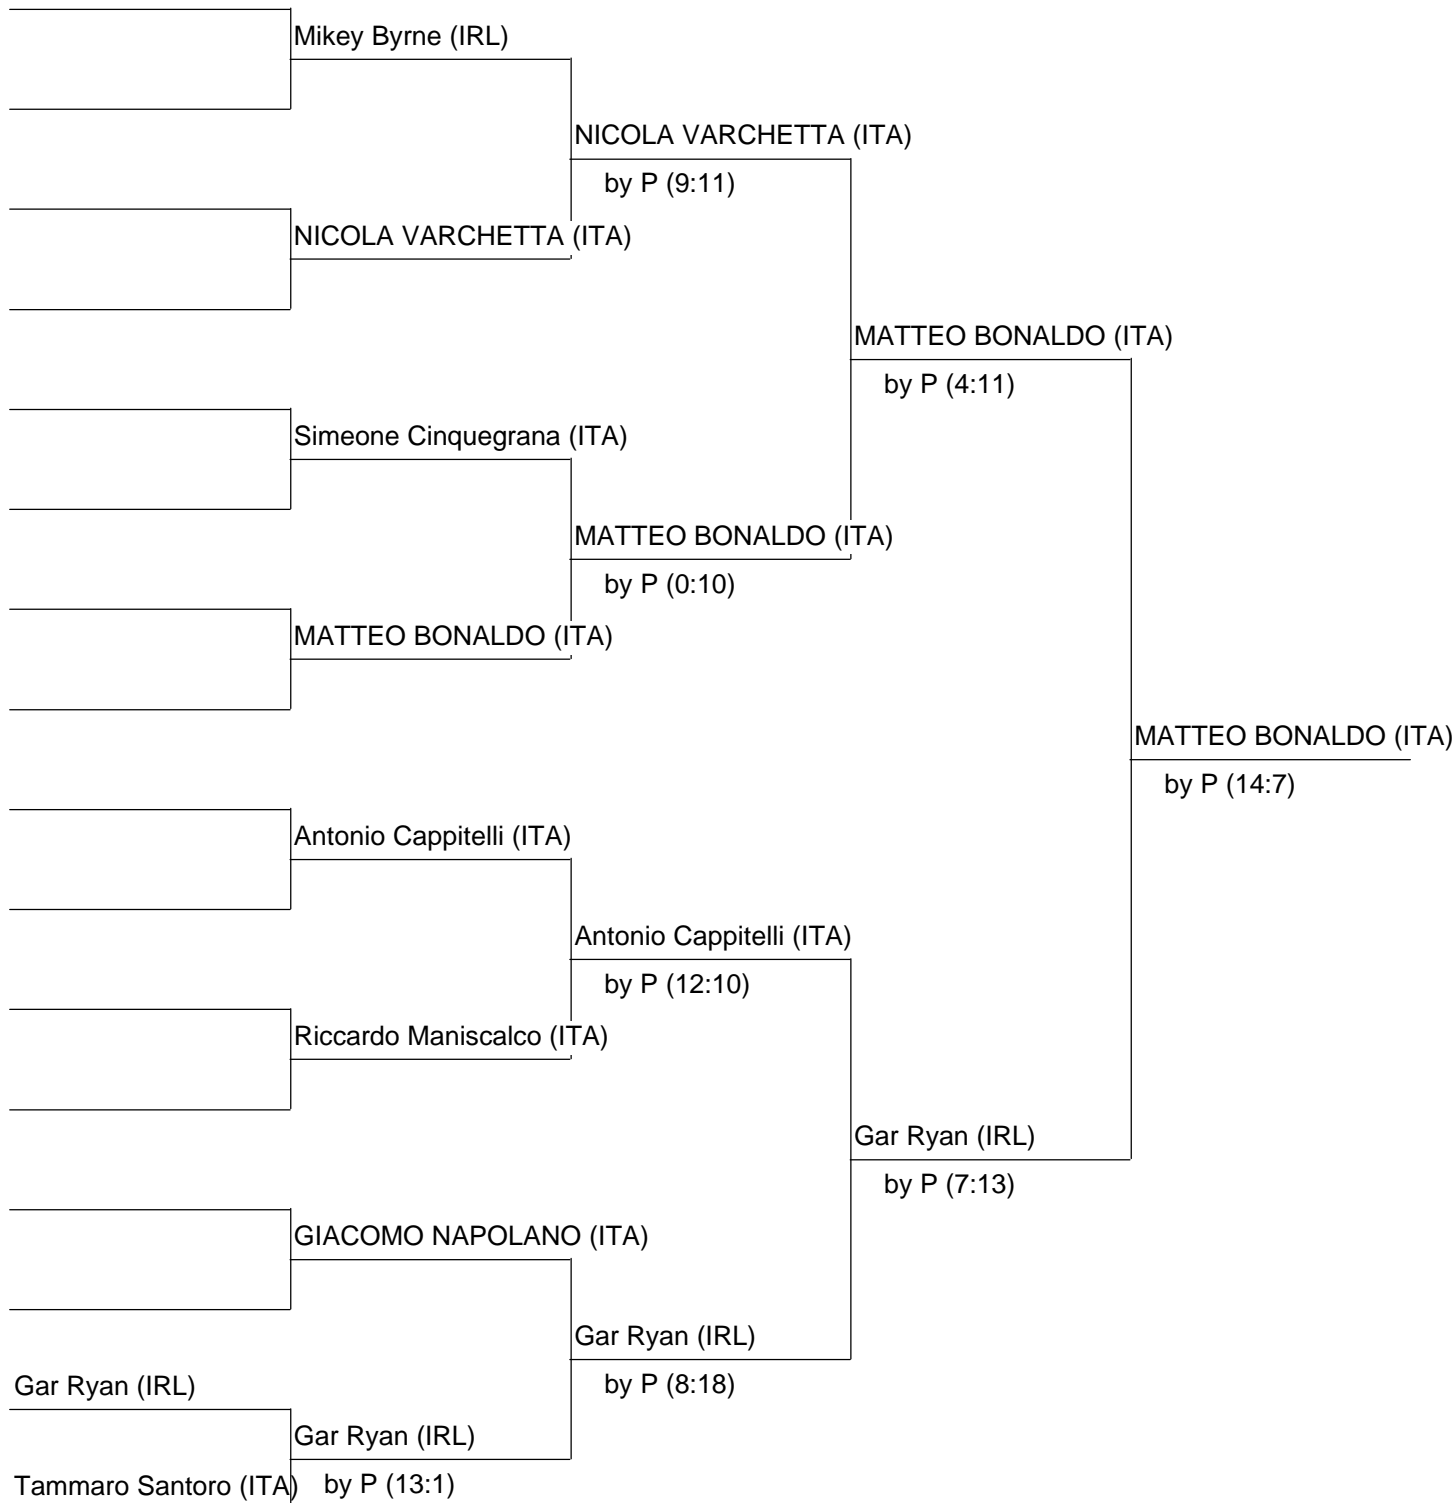 Mikey Byrne (IRL)
NICOLA VARCHETTA (ITA)
by P (9:11)
NICOLA VARCHETTA (ITA)
MATTEO BONALDO (ITA)
by P (4:11)
Simeone Cinquegrana (ITA)
MATTEO BONALDO (ITA)
by P (0:10)
MATTEO BONALDO (ITA)
MATTEO BONALDO (ITA)
by P (14:7)
Antonio Cappitelli (ITA)
Antonio Cappitelli (ITA)
by P (12:10)
Riccardo Maniscalco (ITA)
Gar Ryan (IRL)
by P (7:13)
GIACOMO NAPOLANO (ITA)
Gar Ryan (IRL)
by P (8:18)
Gar Ryan (IRL)
Gar Ryan (IRL)
Tammaro Santoro (ITA)
by P (13:1)